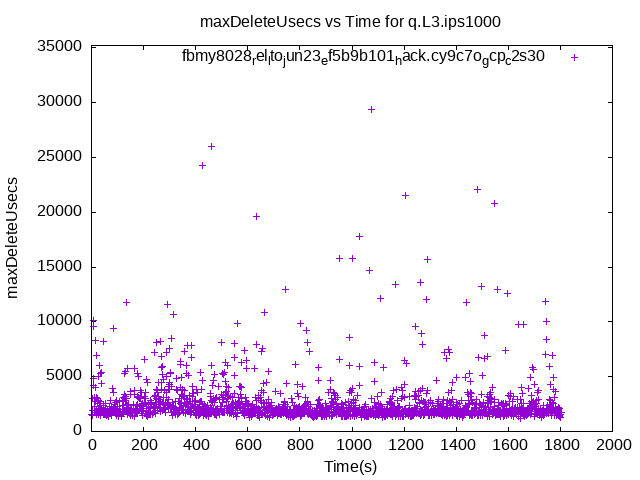 maxDeleteUsecs vs Time for q.L3.ips1000
fbmy8028relltojun23ef5b9b101hack.cy9c7ogcpc2s30
35000
30000
25000
20000
15000
10000
5000
0
maxDeleteUsecs
0 200 400 600 800 1000 1200 1400 1600 1800 2000
Time(s)